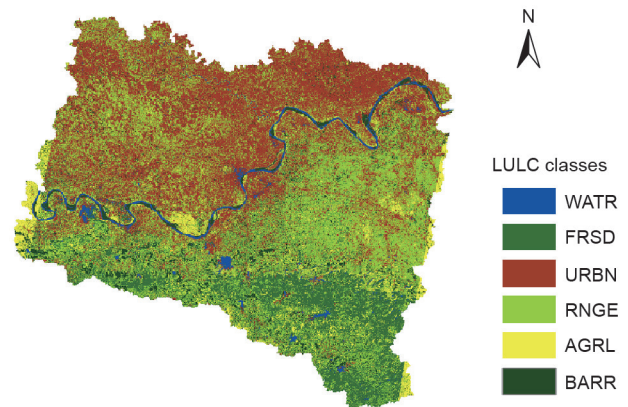 N
LULC classes
WATR
FRSD
URBN
RNGE
AGRL
BARR